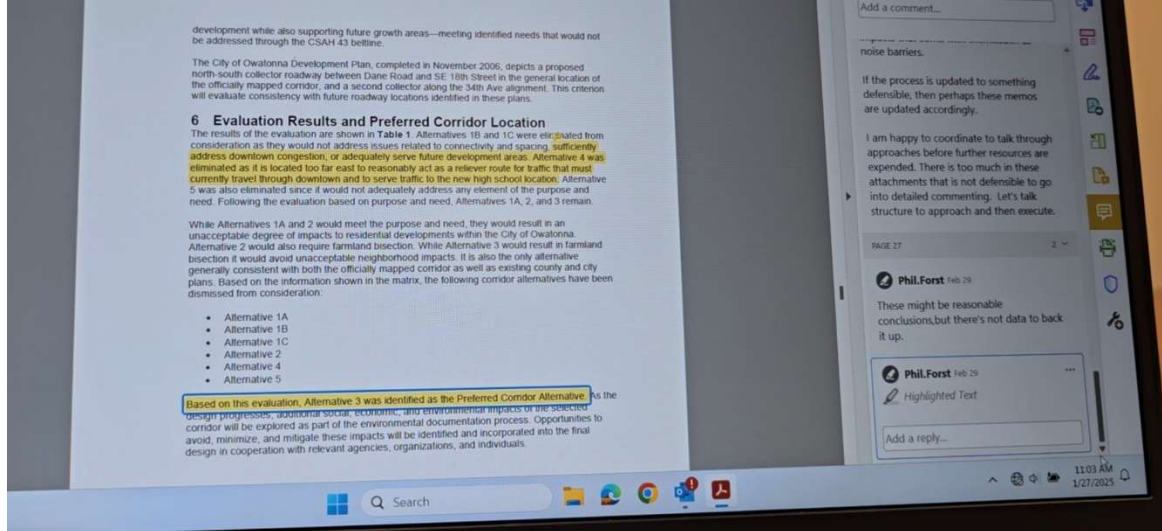 development while also supporting future growth areas—meeting identified needs that would not
be addressed through the CSAH 43 beltline.
The City of Owatonna Development Plan, completed in November 2006, depicts a proposed
north-south collector roadway between Dane Road and SE 18th Street in the general location of
the officially mapped corridor, and a second collector along the 34th Ave alignment. This criterion
will evaluate consistency with future roadway locations identified in these plans.
6 Evaluation Results and Preferred Corridor Location
The results of the evaluation are shown in Table 1. Alternatives 1B and 1C were eliminated from
consideration as they would not address issues related to connectivity and spacing, sufficiently
address downtown congestion, or adequately serve future development areas. Alternative 4 was
eliminated as it is located too far east to reasonably act as a reliever route for traffic that must
currently travel through downtown and to serve traffic to the new high school location. Alternative
5 was also eliminated since it would not adequately address any element of the purpose and
need. Following the evaluation based on purpose and need, Alternatives 1A, 2, and 3 remain.
While Alternatives 1A and 2 would meet the purpose and need, they would result in an
unacceptable degree of impacts to residential developments within the City of Owatonna.
Alternative 2 would also require farmland bisection. While Alternative 3 would result in farmland
bisection it would avoid unacceptable neighborhood impacts. It is also the only alternative
generally consistent with both the officially mapped corridor as well as existing county and city
plans. Based on the information shown in the matrix, the following corridor alternatives have been
dismissed from consideration:
• Alternative 1A
• Alternative 1B
• Alternative 1C
• Alternative 2
• Alternative 4
• Alternative 5
Based on this evaluation, Alternative 3 was identified as the Preferred Corridor Alternative. As the
design progresses, additional social, economic, and environmental impacts of the selected
corridor will be explored as part of the environmental documentation process. Opportunities to
avoid, minimize, and mitigate these impacts will be identified and incorporated into the final
design in cooperation with relevant agencies, organizations, and individuals.
Add a comment...
noise barriers.
If the process is updated to something
defensible, then perhaps these memos
are updated accordingly.
I am happy to coordinate to talk through
approaches before further resources are
expended. There is too much in these
attachments that is not defensible to go
into detailed commenting. Let's talk
structure to approach and then execute.
PAGE 27 2
Phil.Forst Feb 29
These might be reasonable
conclusions,but there's not data to back
it up.
Phil.Forst Feb 29
Highlighted Text
Add a reply...
Search
11:03 AM
1/27/2025